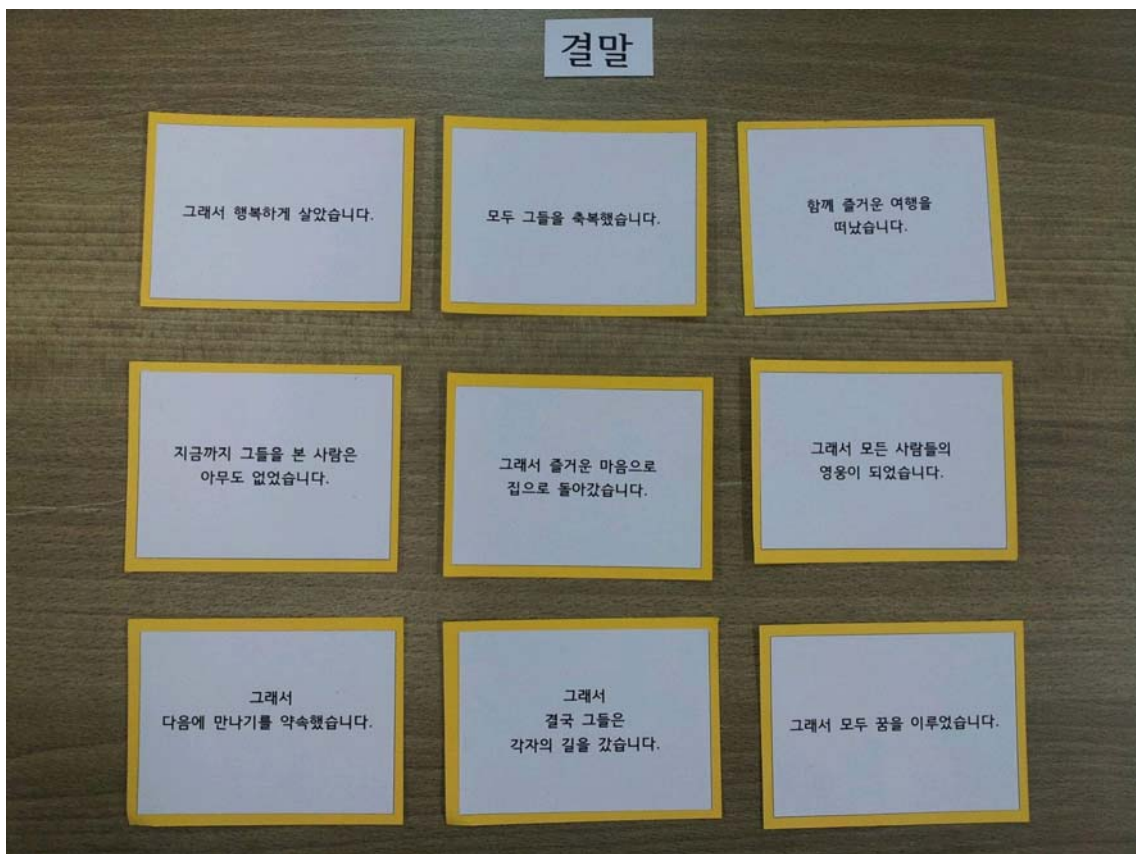 결말
그래서 행복하게 살았습니다.
모두 그들을 축복했습니다.
함께 즐거운 여행을
떠났습니다.
지금까지 그들을 본 사람은
아무도 없었습니다.
그래서 즐거운 마음으로
집으로 돌아갔습니다.
그래서 모든 사람들의
영웅이 되었습니다.
그래서
다음에 만나기를 약속했습니다.
그래서
결국 그들은
각자의 길을 갔습니다.
그래서 모두 꿈을 이루었습니다.